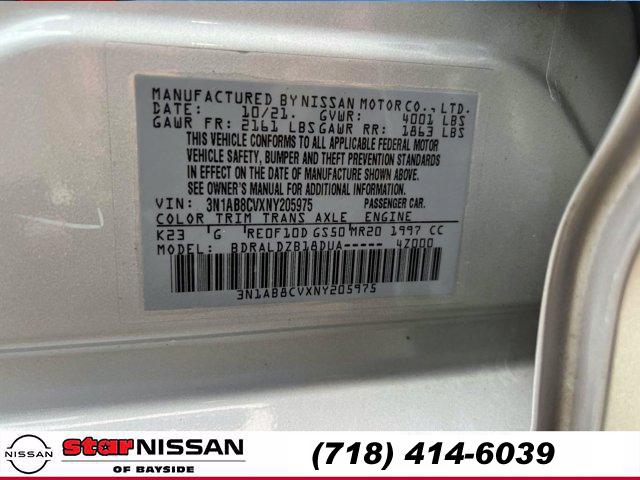 MANUFACTURED BY NISSAN MOTOR CO., LTD.
DATE: 10/21. GVWR: 4001 LBS
GAWR FR: 2161 LBS GAWR RR: 1863 LBS
THIS VEHICLE CONFORMS TO ALL APPLICABLE FEDERAL MOTOR
VEHICLE SAFETY, BUMPER AND THEFT PREVENTION STANDARDS
IN EFFECT ON THE DATE OF MANUFACTURE SHOWN ABOVE.
SEE OWNER'S MANUAL FOR ADDITIONAL INFORMATION.
VIN: 3N1AB8CVXNY205975 PASSENGER CAR.
COLOR TRIM TRANS AXLE ENGINE
K23 G RE0F10D GS50 MR20 1997 CC
MODEL: BDRALDZB18DUA----- 4Z000
3N1AB8CVXNY205975
NISSAN star NISSAN (718) 414-6039
OF BAYSIDE